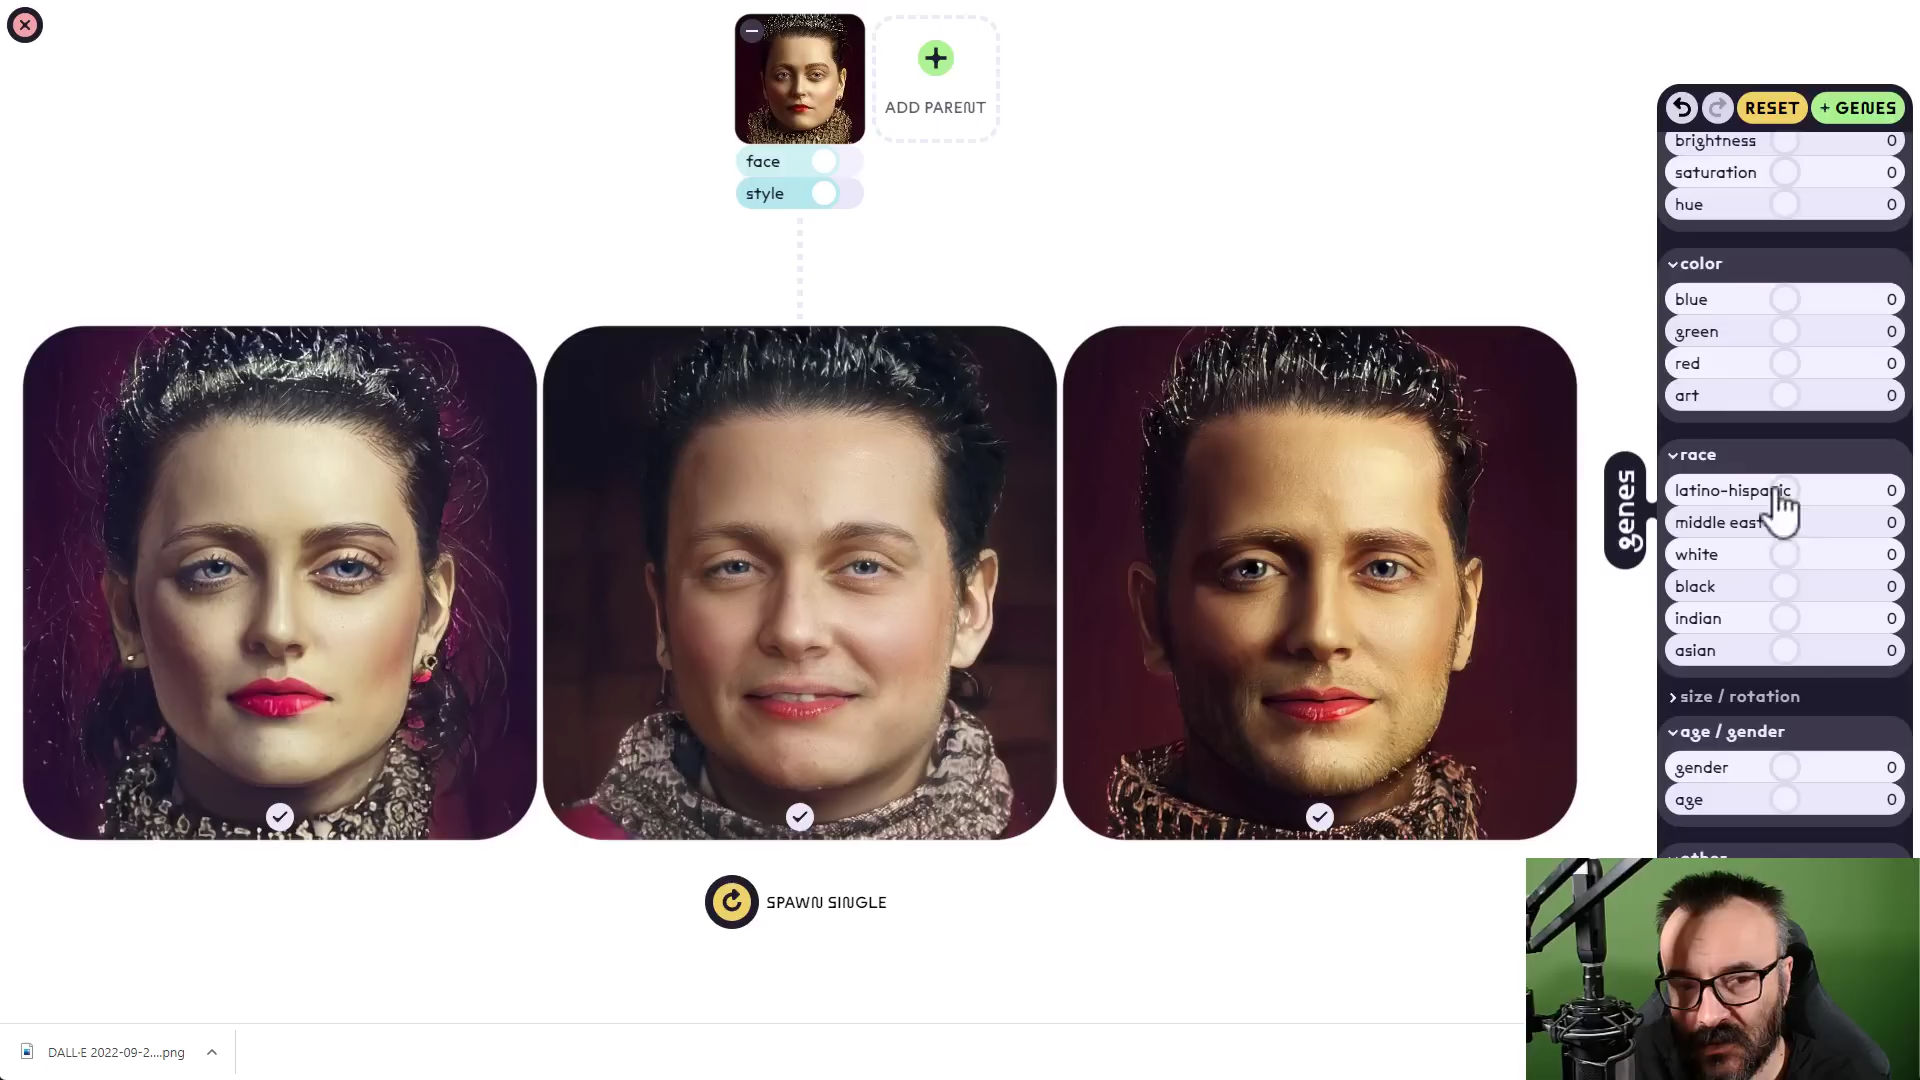 ADD PARENT
face
style
RESET
+ GENES
brightness 0
saturation 0
hue 0
color
blue 0
green 0
red 0
art 0
race
latino-hispanic 0
middle east 0
white 0
black 0
indian 0
asian 0
size / rotation
age / gender
gender 0
age 0
other
genes
SPAWN SINGLE
DALL·E 2022-09-2....png